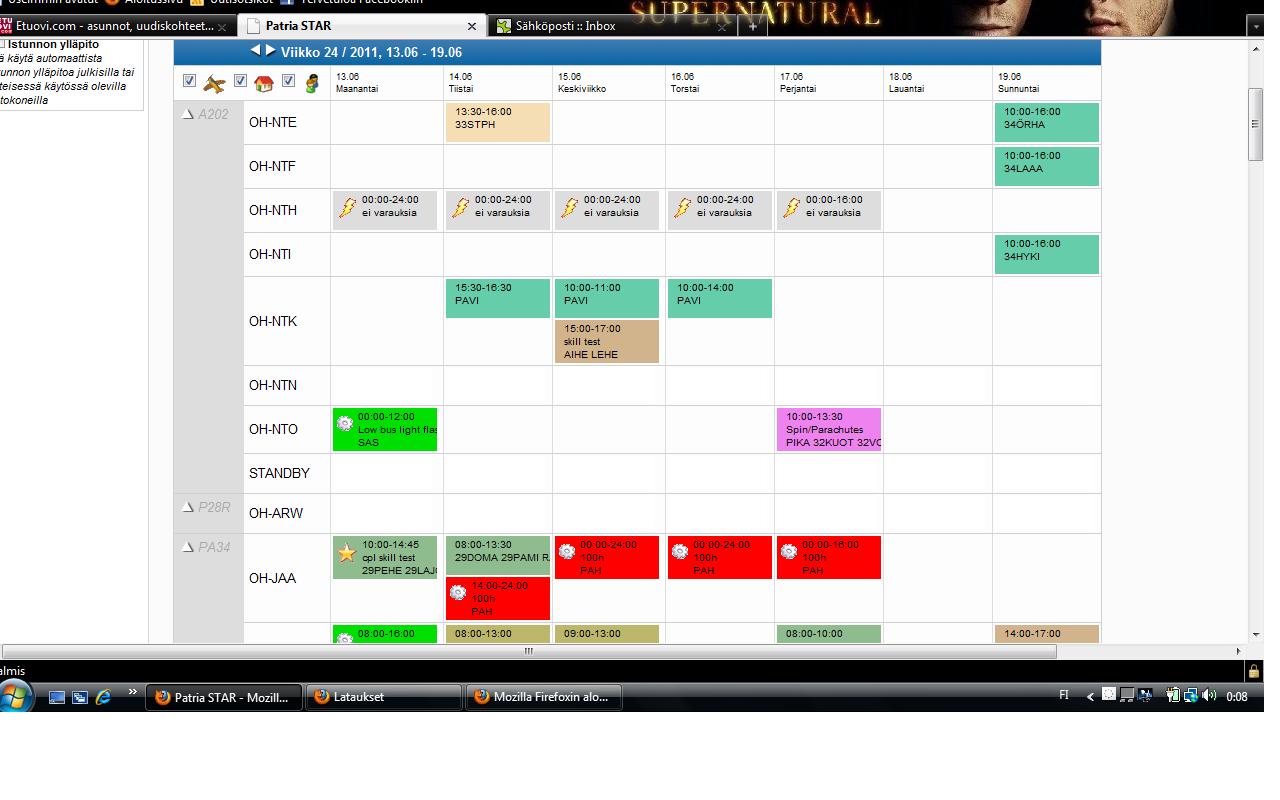 SUPERNATURAL
Etuovi.com - asunnot, uudiskohteet...
Patria STAR
Sähköposti :: Inbox
Istunnon ylläpito
käytä automaattista
tunnon ylläpitoa julkisilla tai
teisessä käytössä olevilla
tokoneilla
Viikko 24 / 2011, 13.06 - 19.06
13.06 14.06 15.06 16.06 17.06 18.06 19.06
Maanantai Tiistai Keskiviikko Torstai Perjantai Lauantai Sunnuntai
A202
OH-NTE
13:30-16:00
33STPH
10:00-16:00
34ÖRHA
OH-NTF
10:00-16:00
34LAAA
OH-NTH
00:00-24:00
ei varauksia
00:00-24:00
ei varauksia
00:00-24:00
ei varauksia
00:00-24:00
ei varauksia
00:00-16:00
ei varauksia
OH-NTI
10:00-16:00
34HYKI
OH-NTK
15:30-16:30
PAVI
10:00-11:00
PAVI
15:00-17:00
skill test
AIHE LEHE
10:00-14:00
PAVI
OH-NTN
OH-NTO
00:00-12:00
Low bus light flas
SAS
10:00-13:30
Spin/Parachutes
PIKA 32KUOT 32VO
STANDBY
P28R
OH-ARW
PA34
OH-JAA
10:00-14:45
cpl skill test
29PEHE 29LAJO
08:00-13:30
29DOMA 29PAMI R
14:00-24:00
100h
PAH
00:00-24:00
100h
PAH
00:00-24:00
100h
PAH
00:00-16:00
100h
PAH
08:00-16:00
08:00-13:00
09:00-13:00
08:00-10:00
14:00-17:00
almis
Patria STAR - Mozill...
Lataukset
Mozilla Firefoxin alo...
FI
0:08